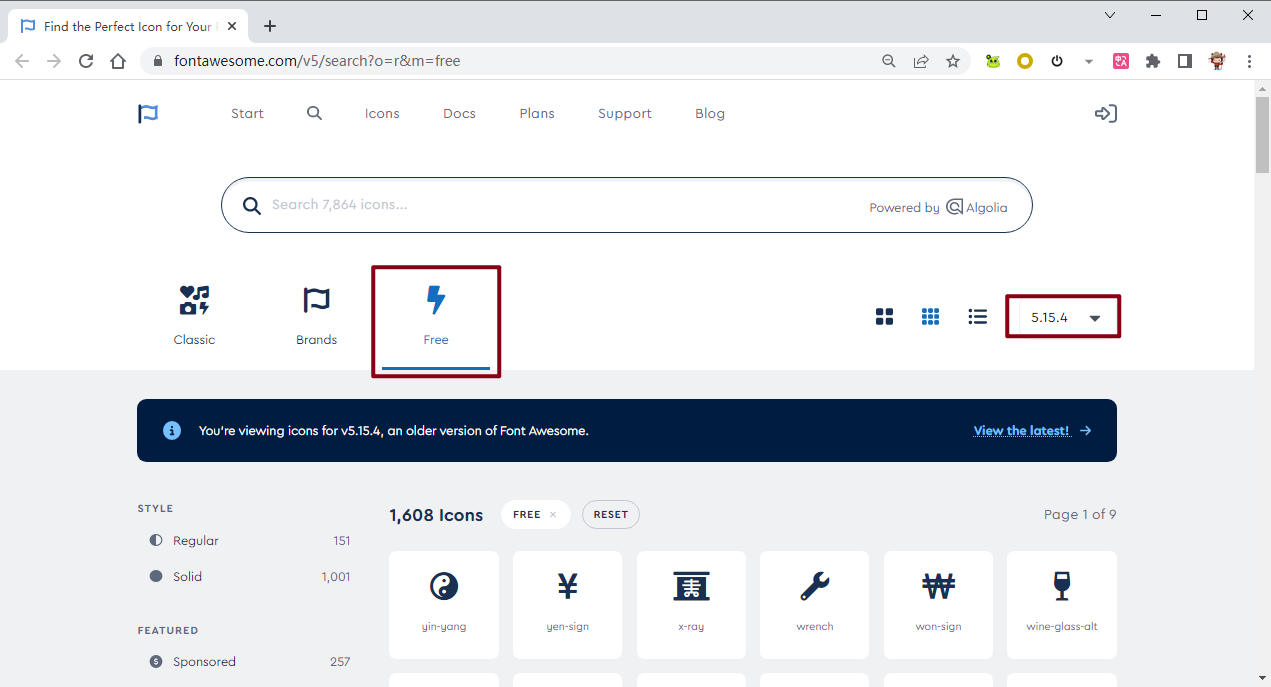 Find the Perfect Icon for Your
fontawesome.com/v5/search?o=r&m=free
Start Icons Docs Plans Support Blog
Search 7,864 icons... Powered by Algolia
Classic Brands Free 5.15.4
You're viewing icons for v5.15.4, an older version of Font Awesome. View the latest!
STYLE
Regular 151
Solid 1,001
FEATURED
Sponsored 257
1,608 Icons FREE × RESET Page 1 of 9
yin-yang yen-sign x-ray wrench won-sign wine-glass-alt